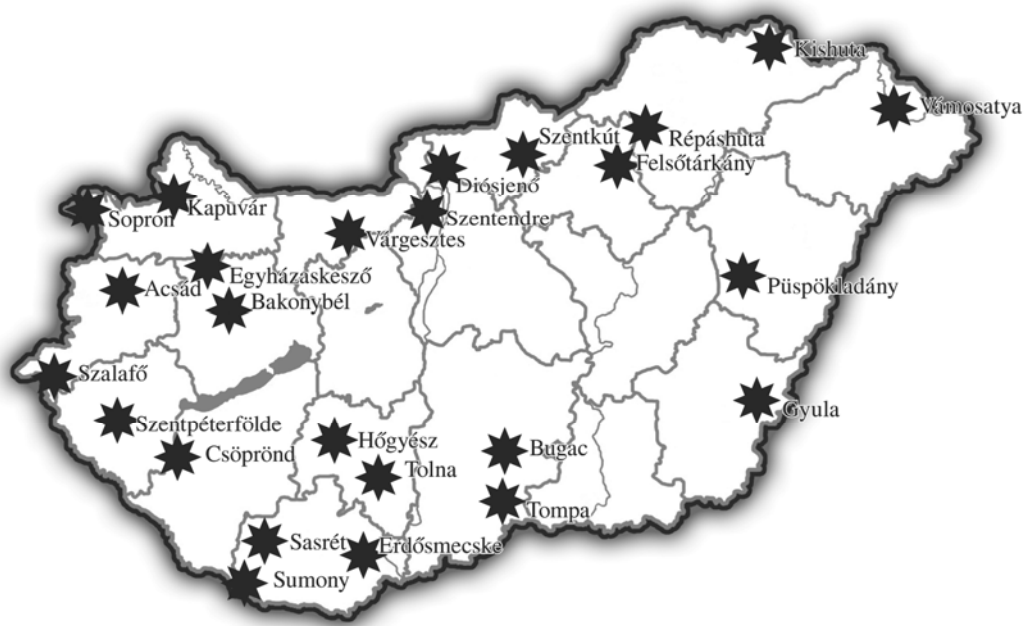 Kishuta
Vámosatya
Szentkút
Répáshuta
Felsőtárkány
Diósjenő
Kapuvár
Sopron
Szentendre
Várgesztes
Egyházaskesző
Acsád
Bakonybél
Püspökladány
Szalafő
Gyula
Szentpéterfölde
Hőgyész
Bugac
Csöprönd
Tolna
Tompa
Sasrét
Erdősmecske
Sumony